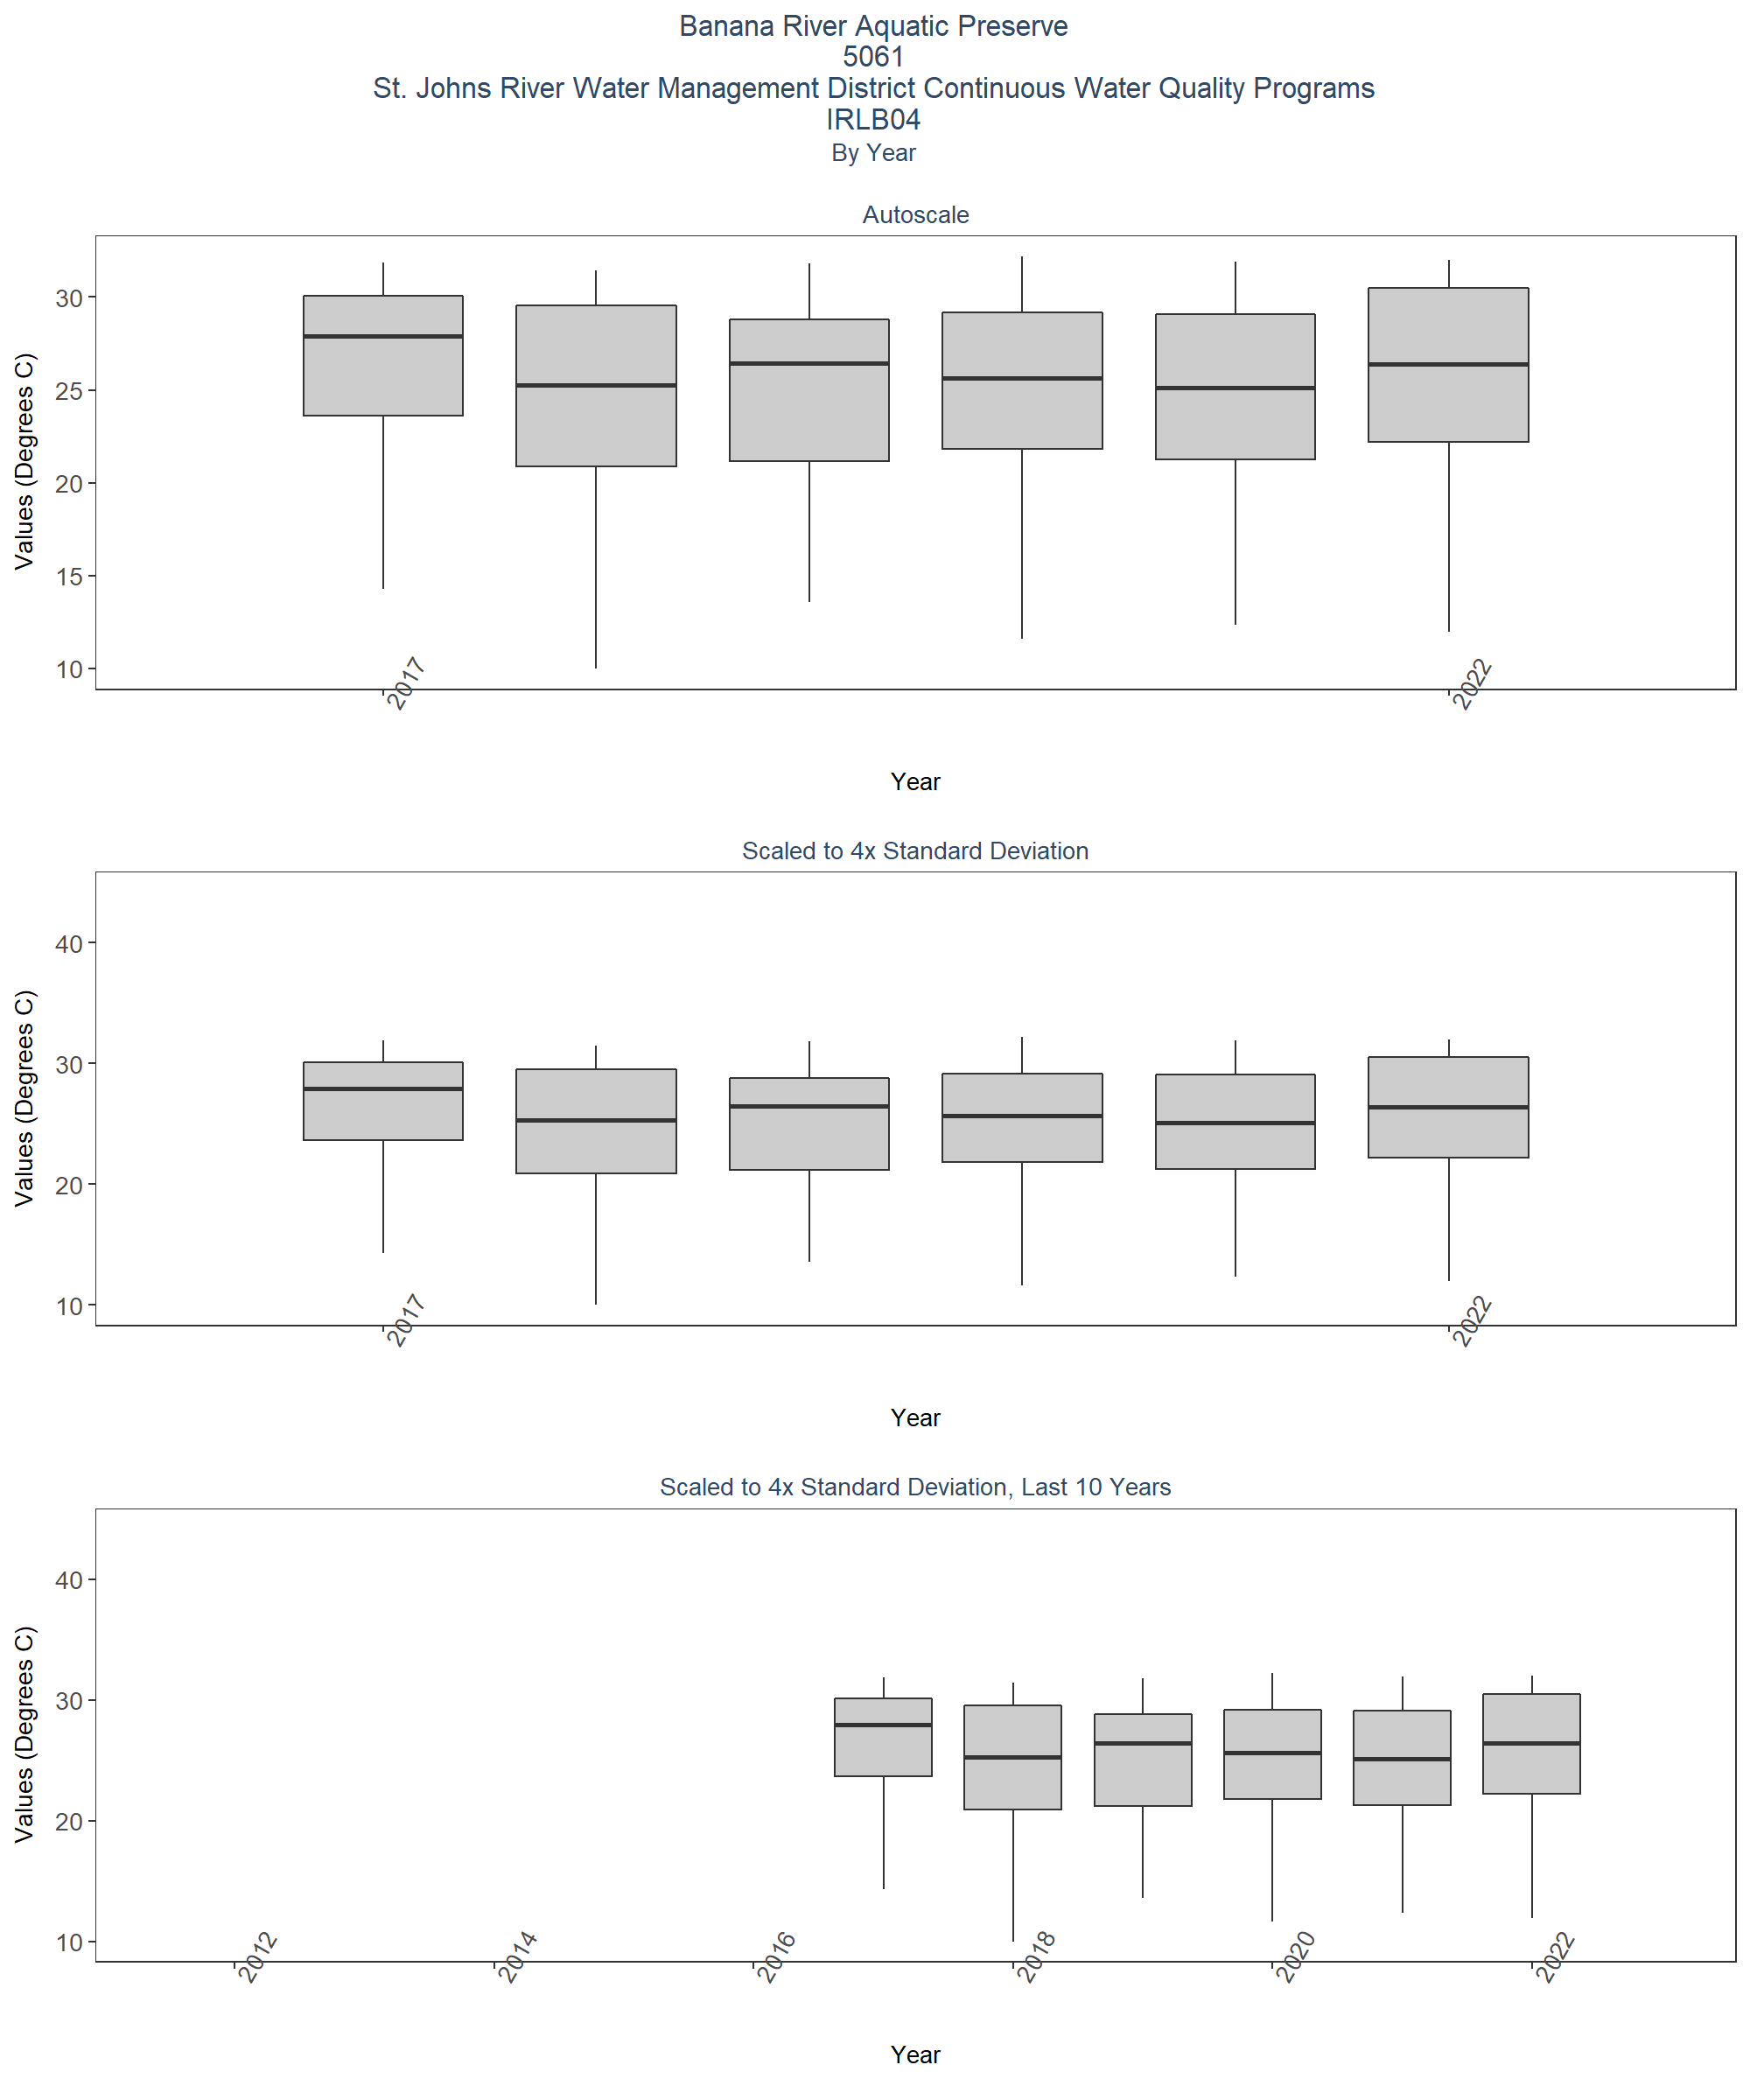 Banana River Aquatic Preserve
5061
St. Johns River Water Management District Continuous Water Quality Programs
IRLB04
By Year
Autoscale
Values (Degrees C)
30
25
20
15
10
2017
2022
Year
Scaled to 4x Standard Deviation
Values (Degrees C)
40
30
20
10
2017
2022
Year
Scaled to 4x Standard Deviation, Last 10 Years
Values (Degrees C)
40
30
20
10
2012
2014
2016
2018
2020
2022
Year